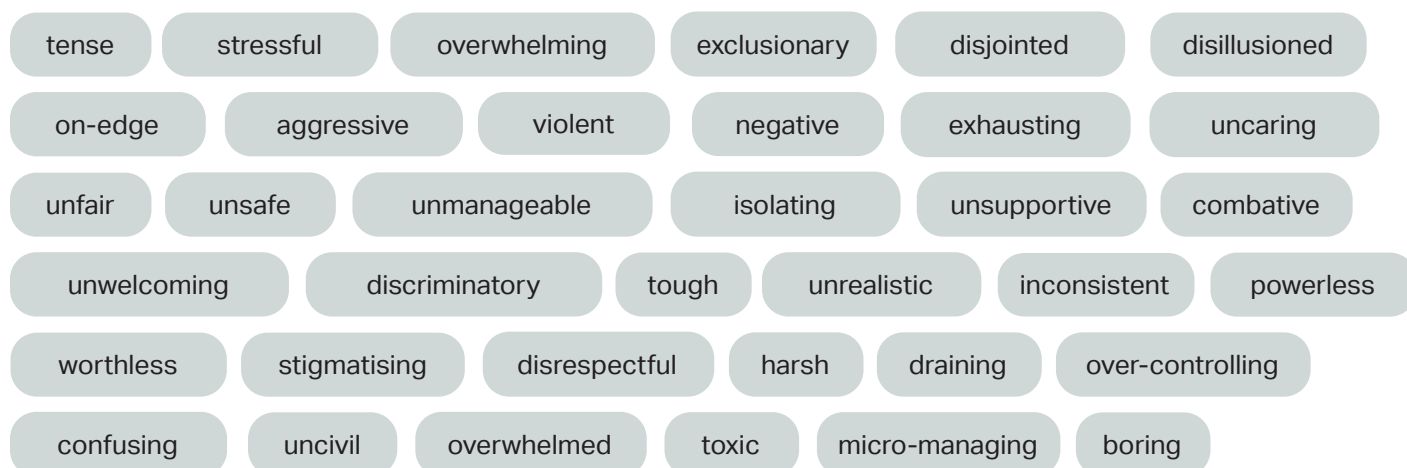 tense stressful overwhelming exclusionary disjointed disillusioned
on-edge aggressive violent negative exhausting uncaring
unfair unsafe unmanageable isolating unsupportive combative
unwelcoming discriminatory tough unrealistic inconsistent powerless
worthless stigmatising disrespectful harsh draining over-controlling
confusing uncivil overwhelmed toxic micro-managing boring